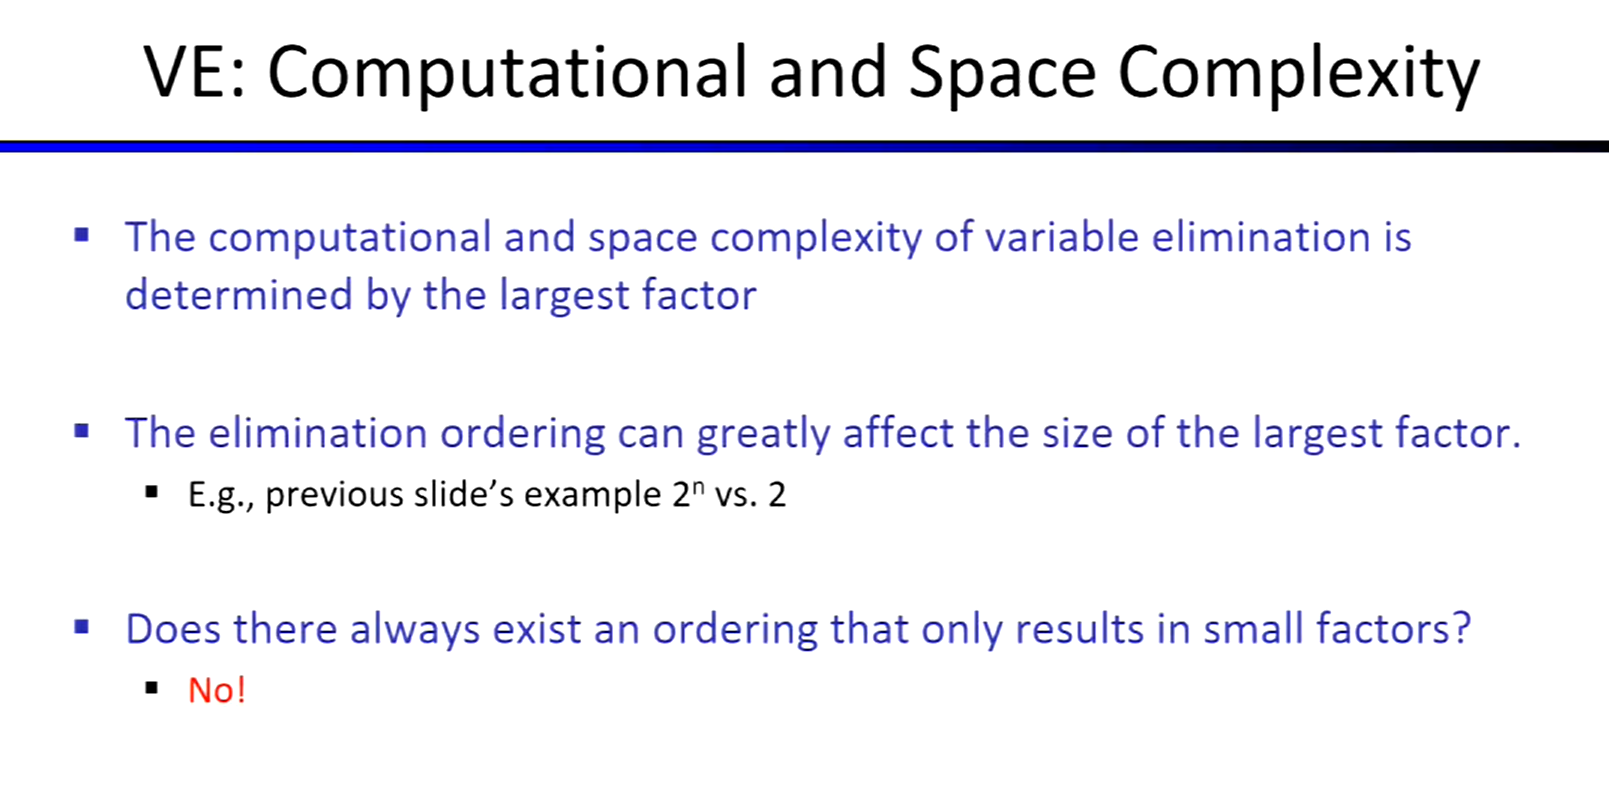 VE: Computational and Space Complexity
▪ The computational and space complexity of variable elimination is
determined by the largest factor
▪ The elimination ordering can greatly affect the size of the largest factor.
▪ E.g., previous slide’s example 2ⁿ vs. 2
▪ Does there always exist an ordering that only results in small factors?
▪ No!